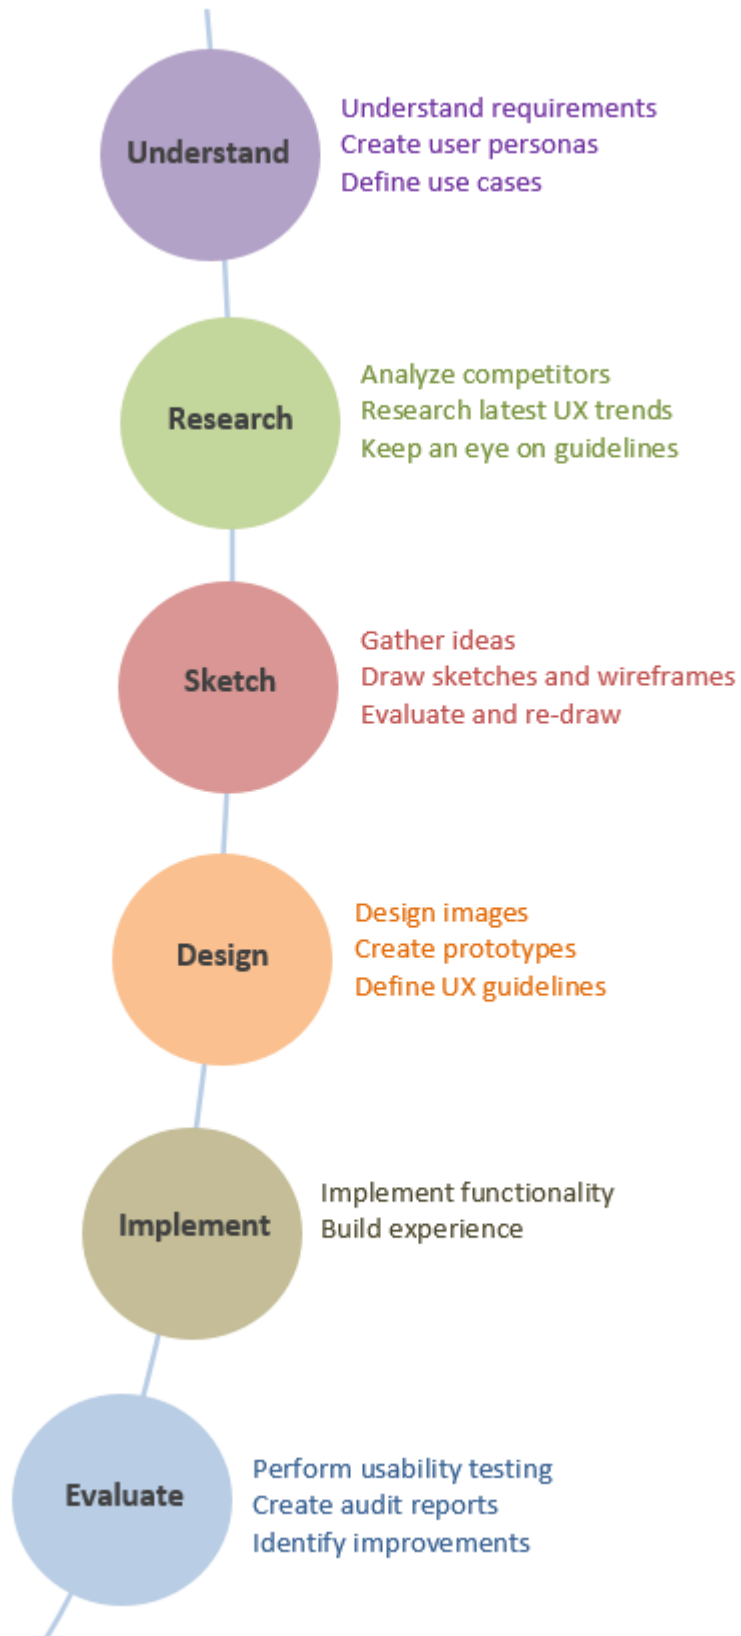 Understand
Understand requirements
Create user personas
Define use cases
Research
Analyze competitors
Research latest UX trends
Keep an eye on guidelines
Sketch
Gather ideas
Draw sketches and wireframes
Evaluate and re-draw
Design
Design images
Create prototypes
Define UX guidelines
Implement
Implement functionality
Build experience
Evaluate
Perform usability testing
Create audit reports
Identify improvements